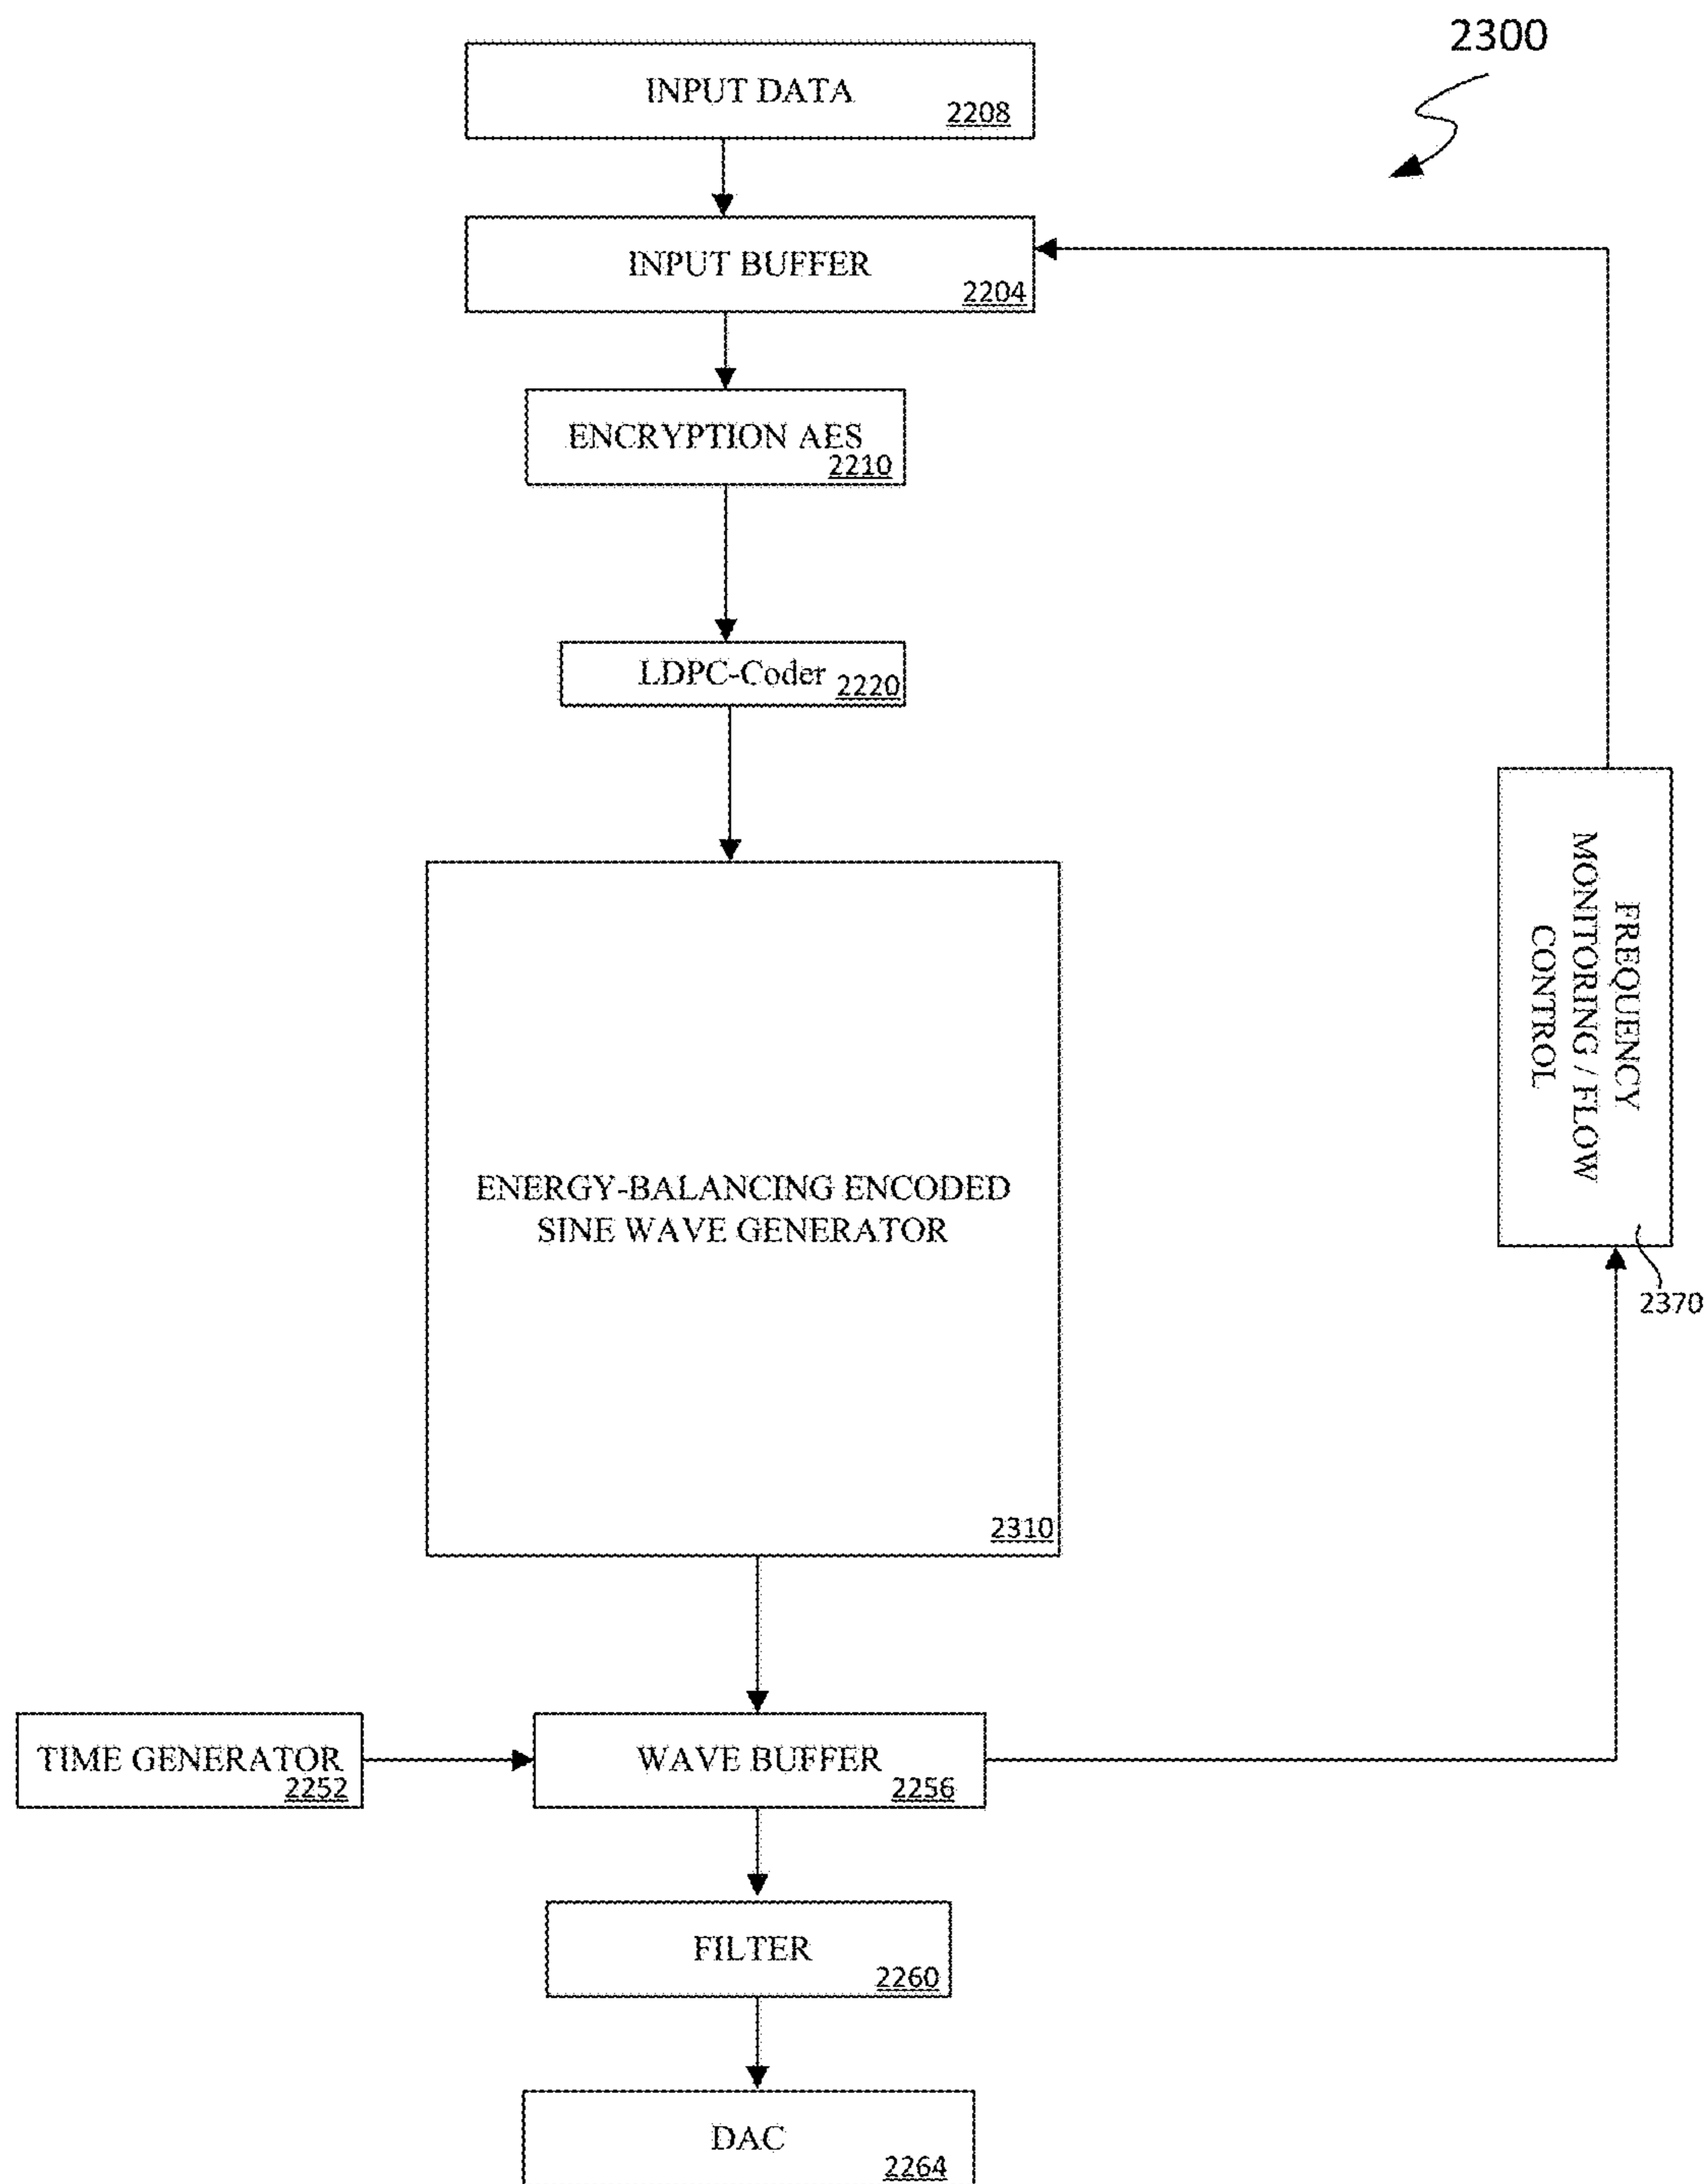 2300
INPUT DATA
2208
INPUT BUFFER
2204
ENCRYPTION AES
2210
LDPC-Coder 2220
FREQUENCY
MONITORING / FLOW
CONTROL
2370
ENERGY-BALANCING ENCODED
SINE WAVE GENERATOR
2310
TIME GENERATOR
2252
WAVE BUFFER
2256
FILTER
2260
DAC
2264